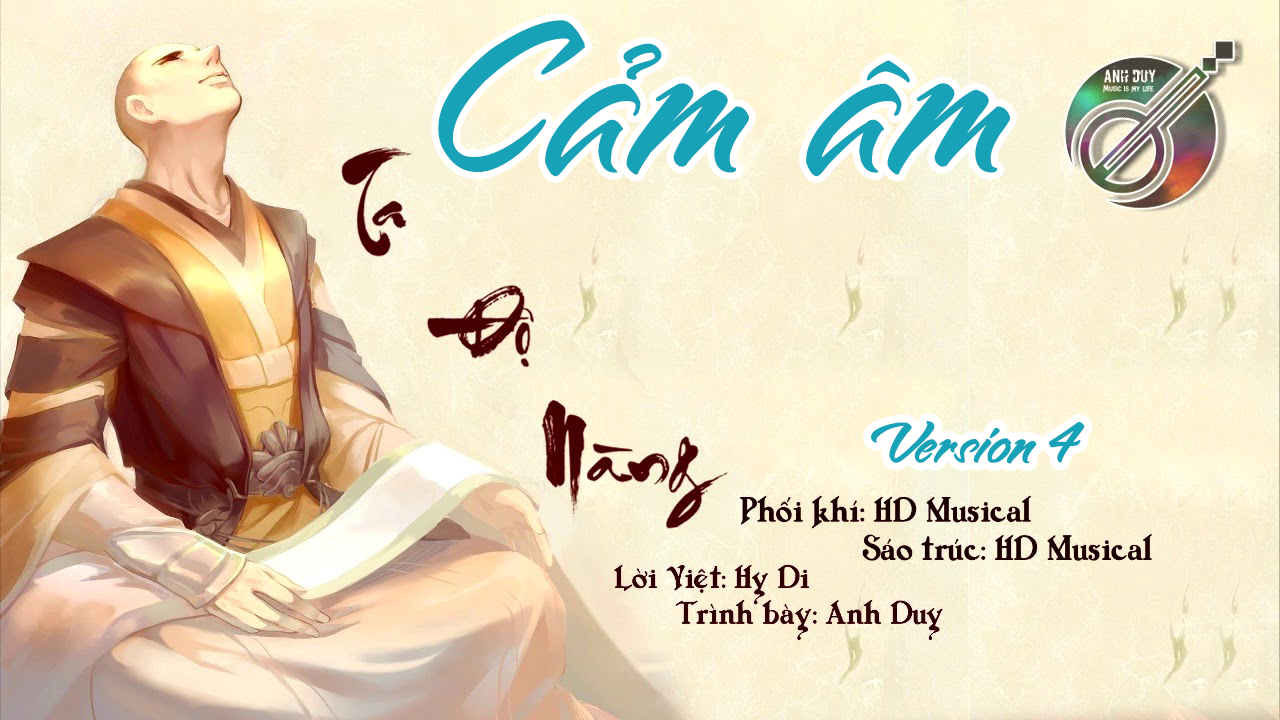 Cảm âm
ANH DUY
MUSIC IS MY LIFE
Ta
Độ
Nàng
Version 4
Phối khí: HD Musical
Sáo trúc: HD Musical
Lời Việt: Hy Di
Trình bày: Anh Duy